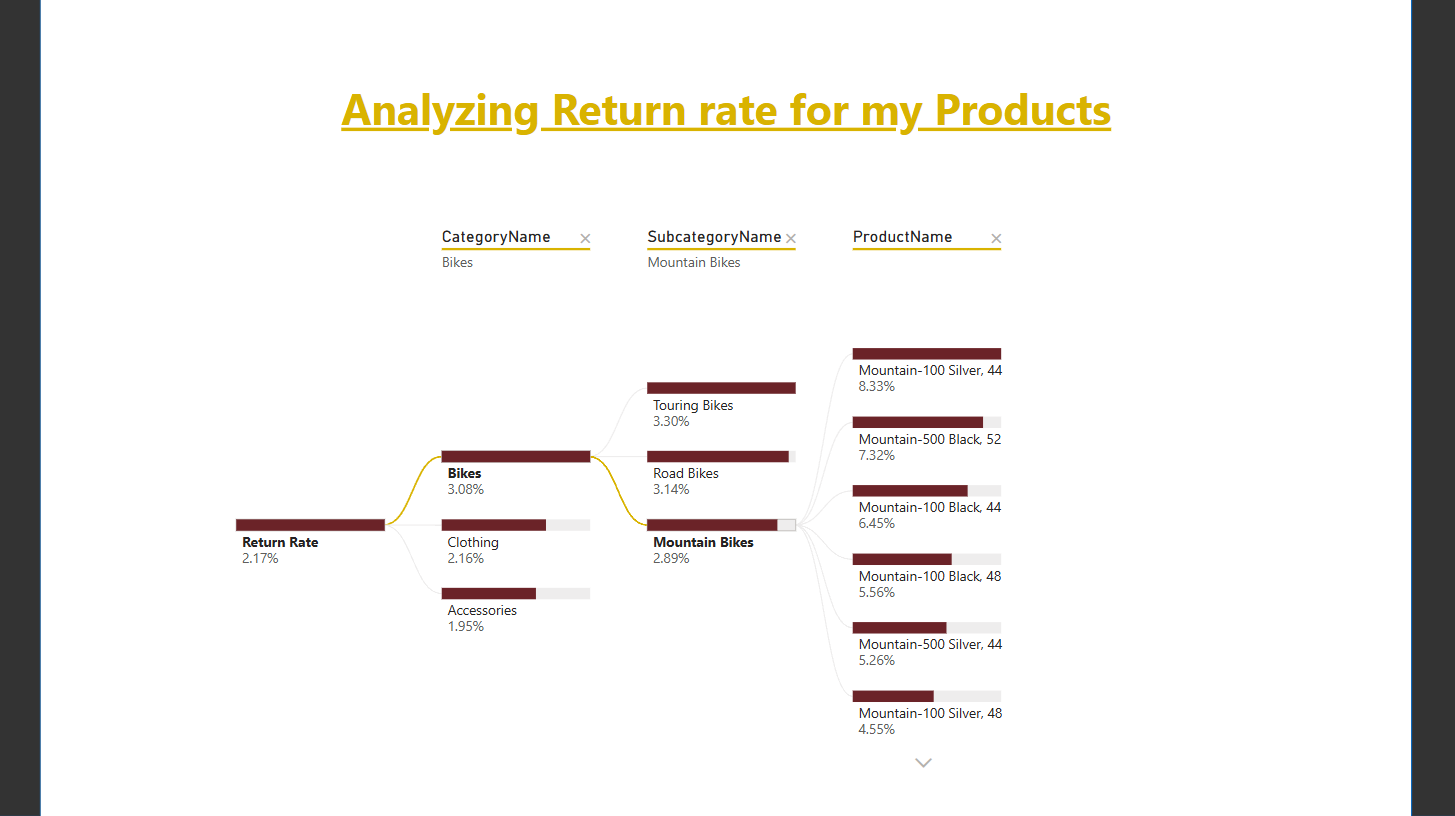 Analyzing Return rate for my Products
CategoryName
Bikes
SubcategoryName
Mountain Bikes
ProductName
Return Rate
2.17%
Bikes
3.08%
Clothing
2.16%
Accessories
1.95%
Touring Bikes
3.30%
Road Bikes
3.14%
Mountain Bikes
2.89%
Mountain-100 Silver, 44
8.33%
Mountain-500 Black, 52
7.32%
Mountain-100 Black, 44
6.45%
Mountain-100 Black, 48
5.56%
Mountain-500 Silver, 44
5.26%
Mountain-100 Silver, 48
4.55%